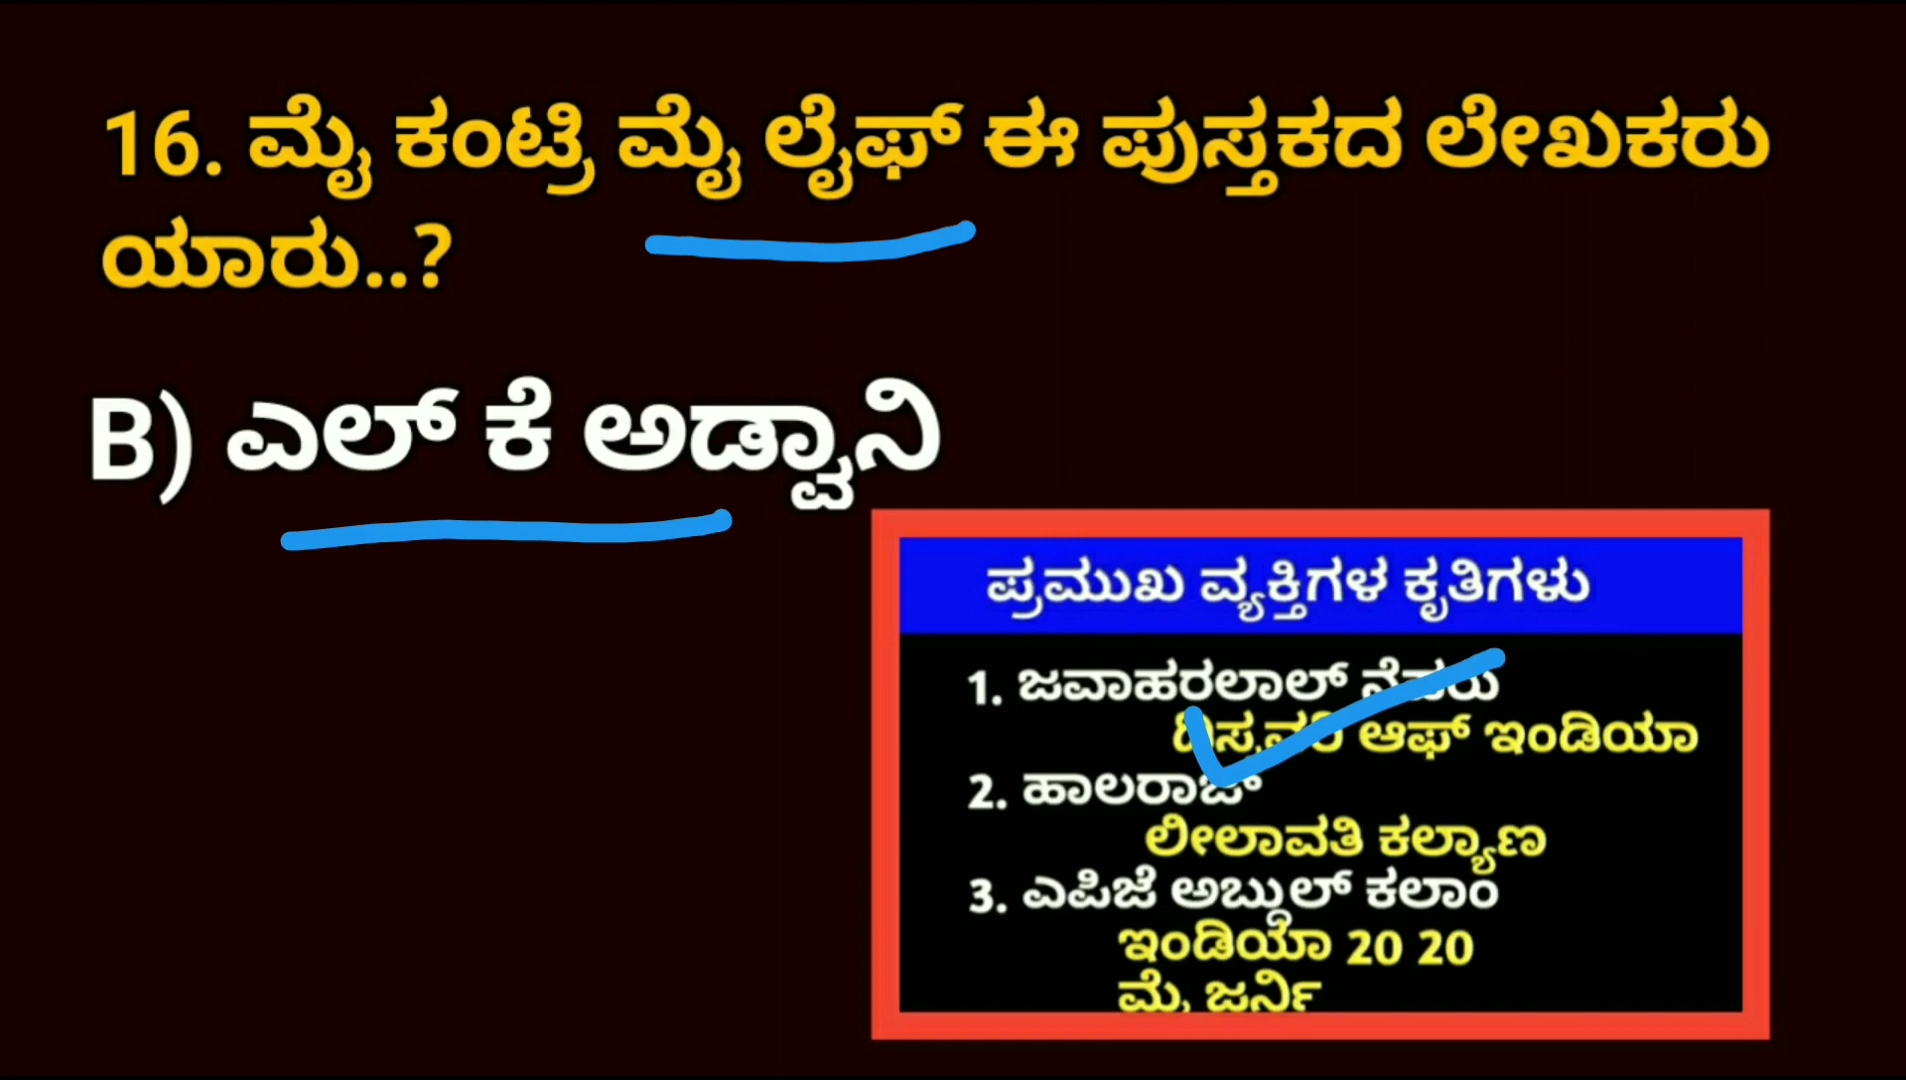 16. ಮೈ ಕಂಟ್ರಿ ಮೈ ಲೈಫ್ ಈ ಪುಸ್ತಕದ ಲೇಖಕರು
ಯಾರು..?
B) ಎಲ್ ಕೆ ಅಡ್ವಾನಿ
ಪ್ರಮುಖ ವ್ಯಕ್ತಿಗಳ ಕೃತಿಗಳು
1. ಜವಾಹರಲಾಲ್ ನೆಹರು
ಆಫ್ ಇಂಡಿಯಾ
2. ಹಾಲರಾಜ್
ಲೀಲಾವತಿ ಕಲ್ಯಾಣ
3. ಎಪಿಜೆ ಅಬ್ದುಲ್ ಕಲಾಂ
ಇಂಡಿಯಾ 20 20
ಮೈ ಜರ್ನಿ